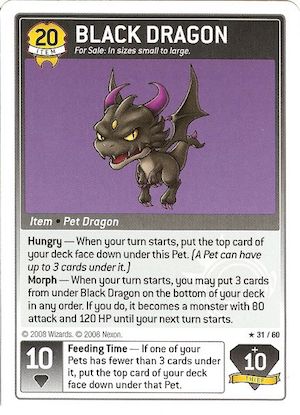 20
ITEM
BLACK DRAGON
For Sale: In sizes small to large.
Item • Pet Dragon
Hungry — When your turn starts, put the top card of
your deck face down under this Pet. (A Pet can have
up to 3 cards under it.)
Morph — When your turn starts, you may put 3 cards
from under Black Dragon on the bottom of your deck
in any order. If you do, it becomes a monster with 80
attack and 120 HP until your next turn starts.
© 2008 Wizards. © 2008 Nexon.
★ 31 / 60
10
Feeding Time — If one of your
Pets has fewer than three cards under
it, put the top card of your deck
face down under that Pet.
10
THIEF